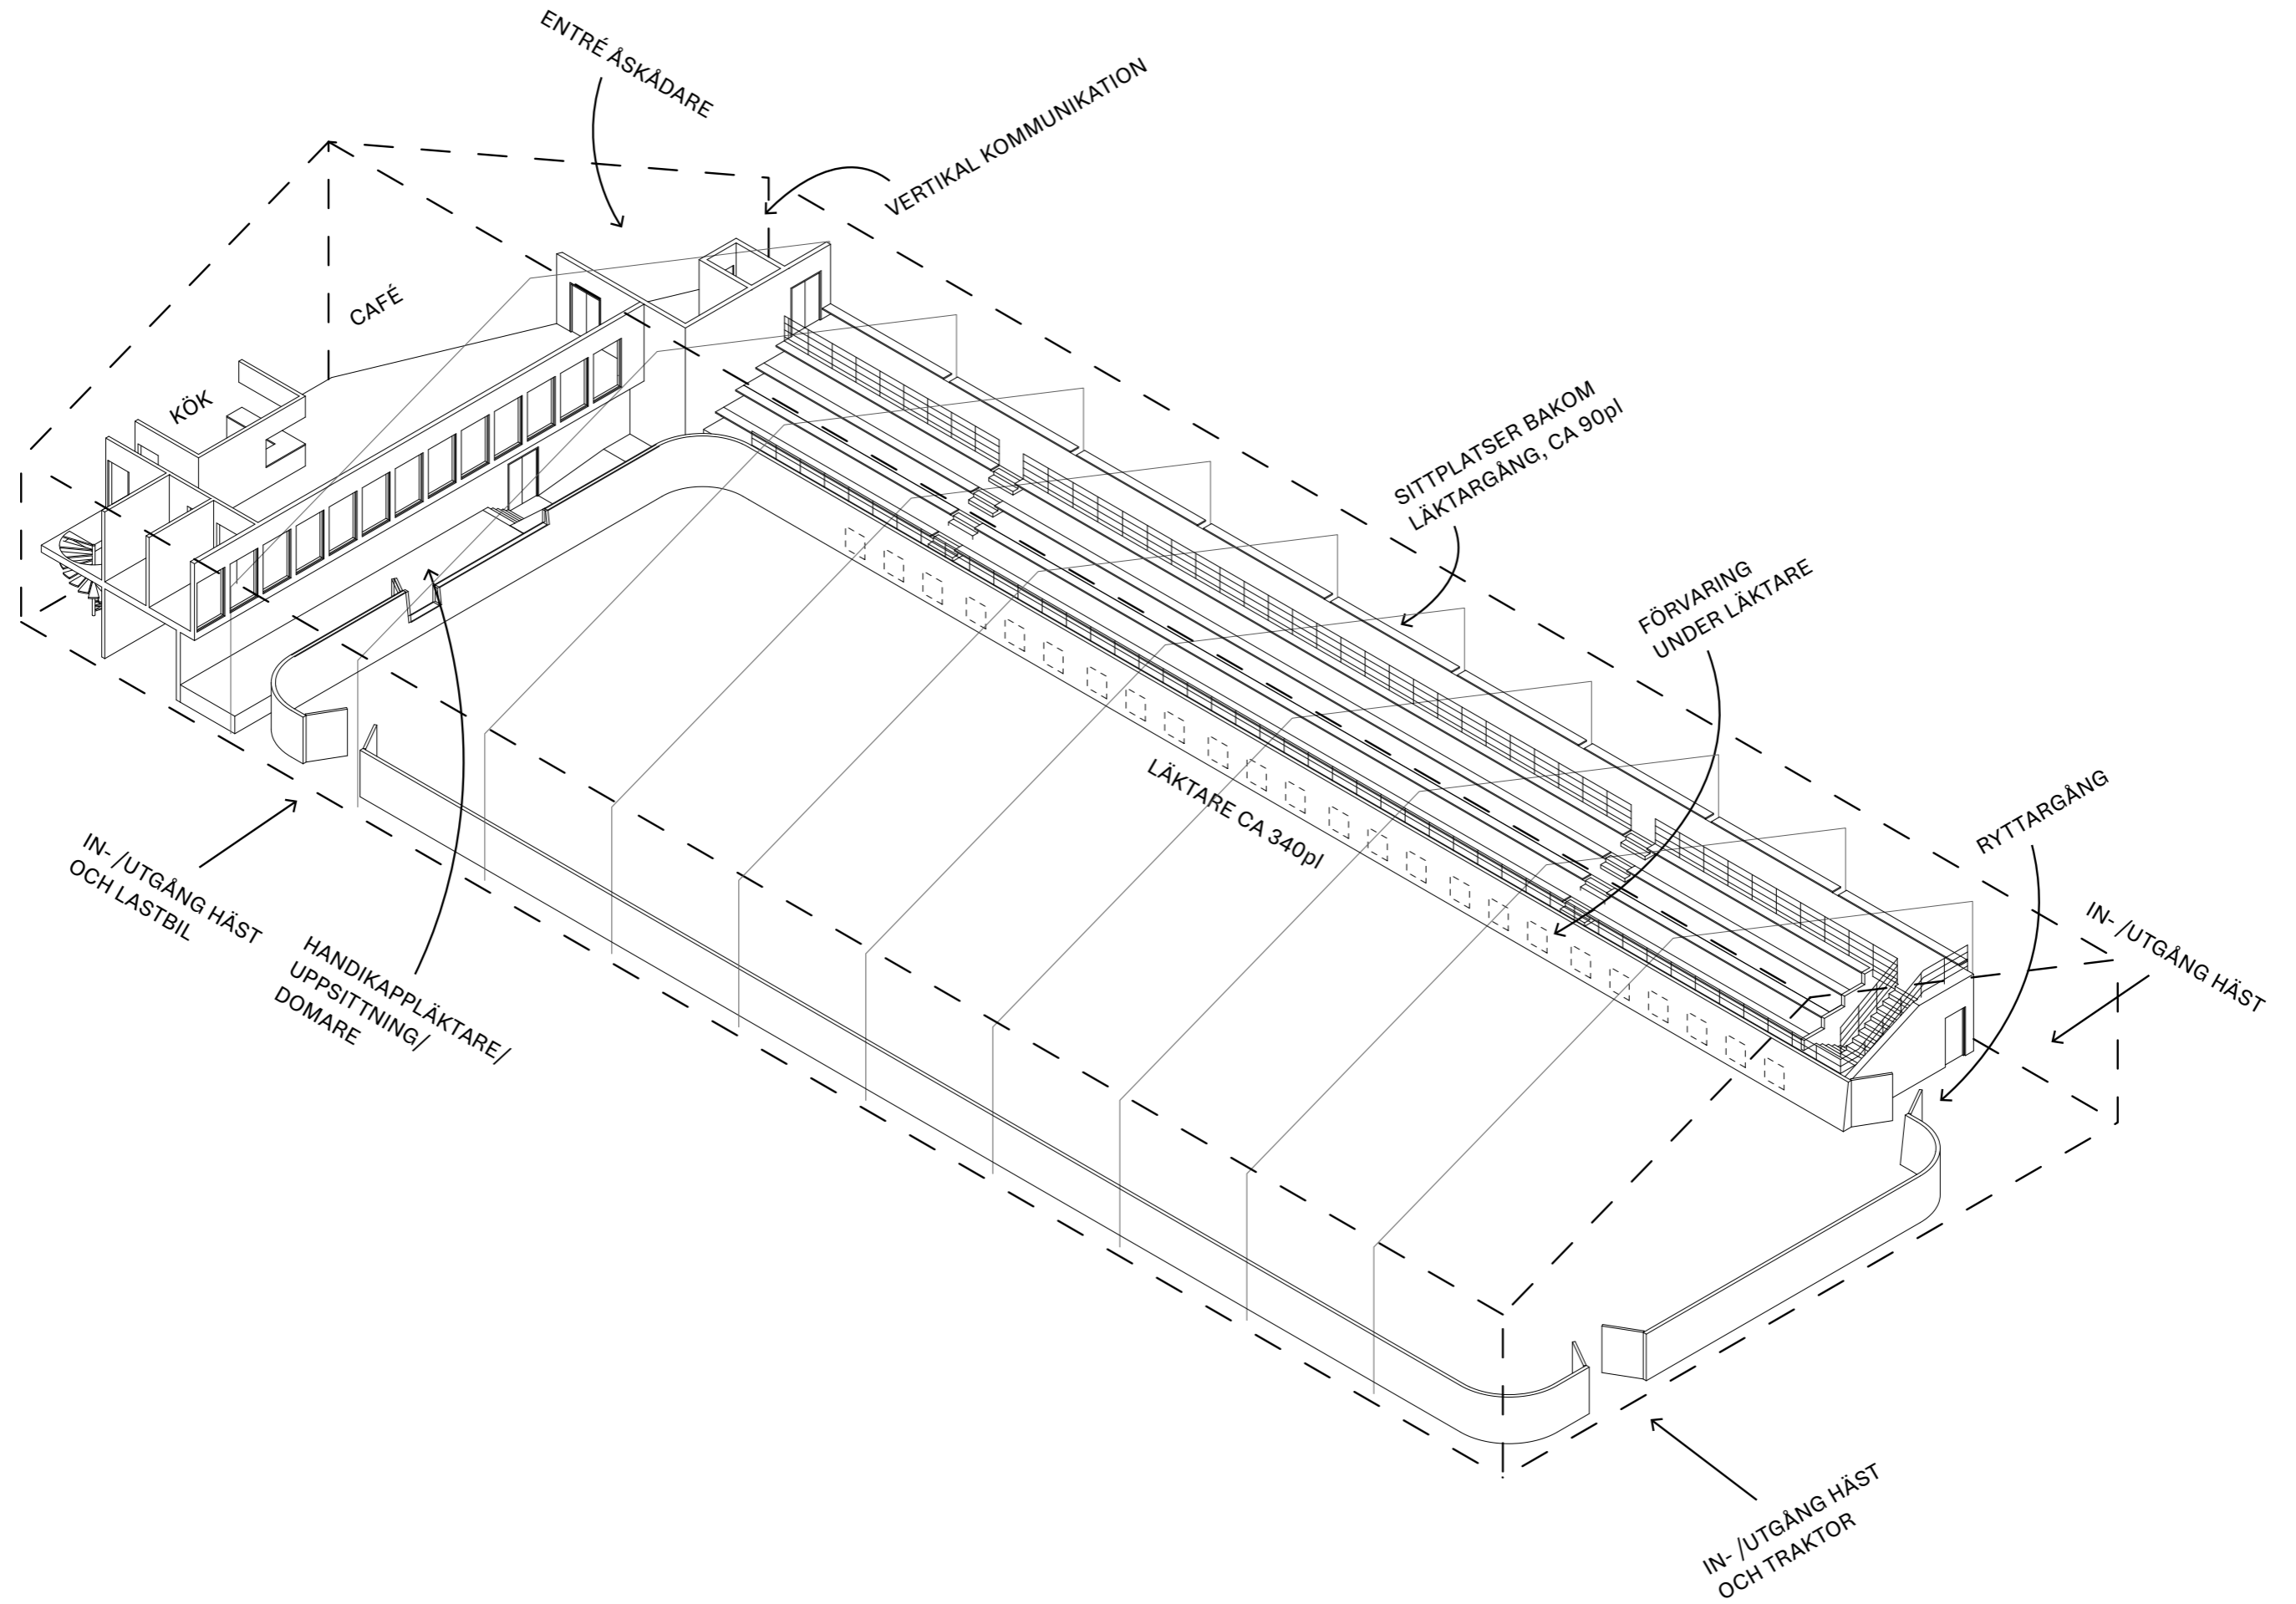 ENTRÉ ÅSKÅDARE
VERTIKAL KOMMUNIKATION
CAFÉ
KÖK
SITTPLATSER BAKOM
LÄKTARGÅNG, CA 90pl
FÖRVARING
UNDER LÄKTARE
LÄKTARE CA 340pl
RYTTARGÅNG
IN- /UTGÅNG HÄST
IN- /UTGÅNG HÄST
OCH LASTBIL
HANDIKAPPLÄKTARE/
UPPSITTNING/
DOMARE
IN- /UTGÅNG HÄST
OCH TRAKTOR